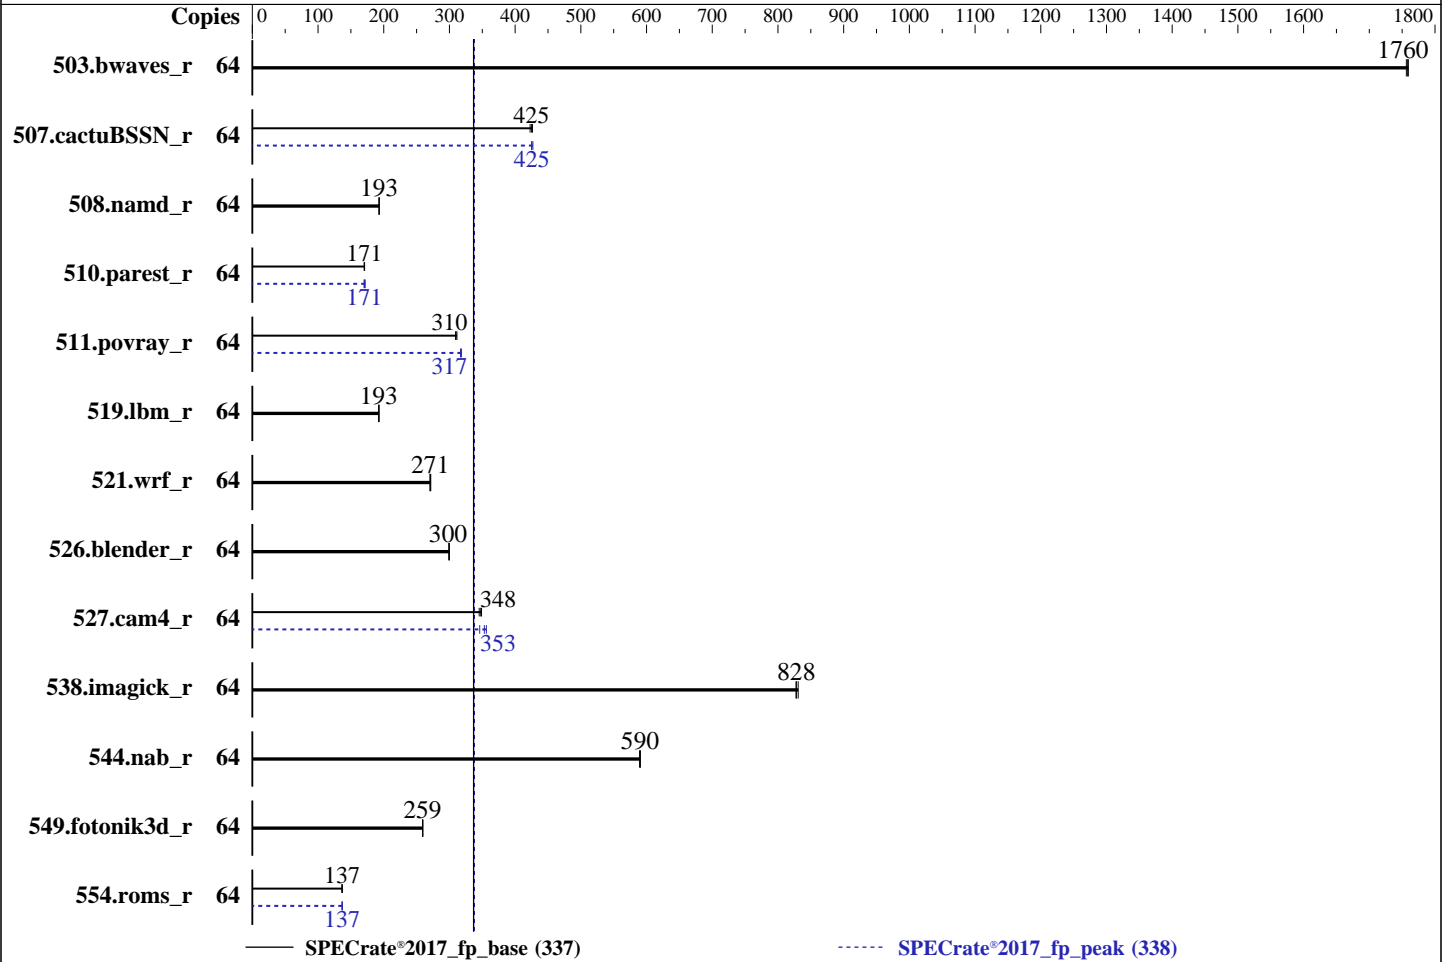 Copies 0 100 200 300 400 500 600 700 800 900 1000 1100 1200 1300 1400 1500 1600 1800
503.bwaves_r 64 1760
507.cactuBSSN_r 64 425
425
508.namd_r 64 193
510.parest_r 64 171
171
511.povray_r 64 310
317
519.lbm_r 64 193
521.wrf_r 64 271
526.blender_r 64 300
527.cam4_r 64 348
353
538.imagick_r 64 828
544.nab_r 64 590
549.fotonik3d_r 64 259
554.roms_r 64 137
137
SPECrate®2017_fp_base (337) SPECrate®2017_fp_peak (338)